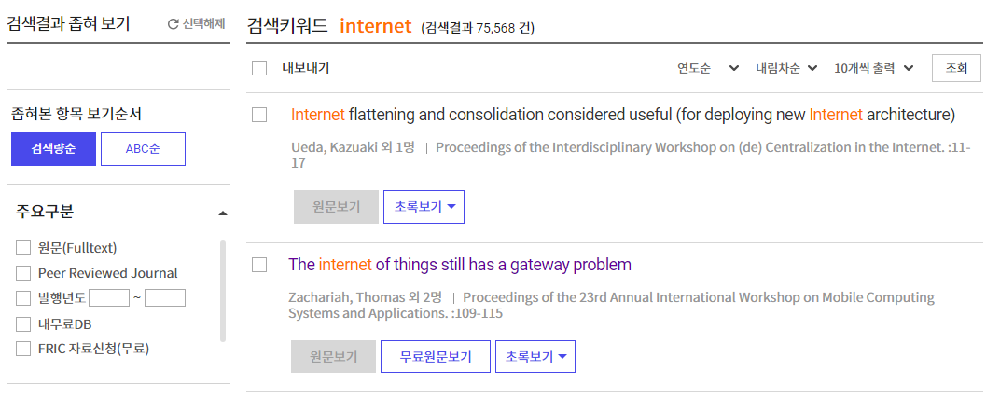 검색결과 좁혀 보기
선택해제
좁혀본 항목 보기순서
검색량순
ABC순
주요구분
원문(Fulltext)
Peer Reviewed Journal
발행년도 ~
내무료DB
FRIC 자료신청(무료)
검색키워드 internet (검색결과 75,568 건)
내보내기
연도순
내림차순
10개씩 출력
조회
Internet flattening and consolidation considered useful (for deploying new Internet architecture)
Ueda, Kazuaki 외 1명 | Proceedings of the Interdisciplinary Workshop on (de) Centralization in the Internet. :11-
17
원문보기
초록보기
The internet of things still has a gateway problem
Zachariah, Thomas 외 2명 | Proceedings of the 23rd Annual International Workshop on Mobile Computing
Systems and Applications. :109-115
원문보기
무료원문보기
초록보기